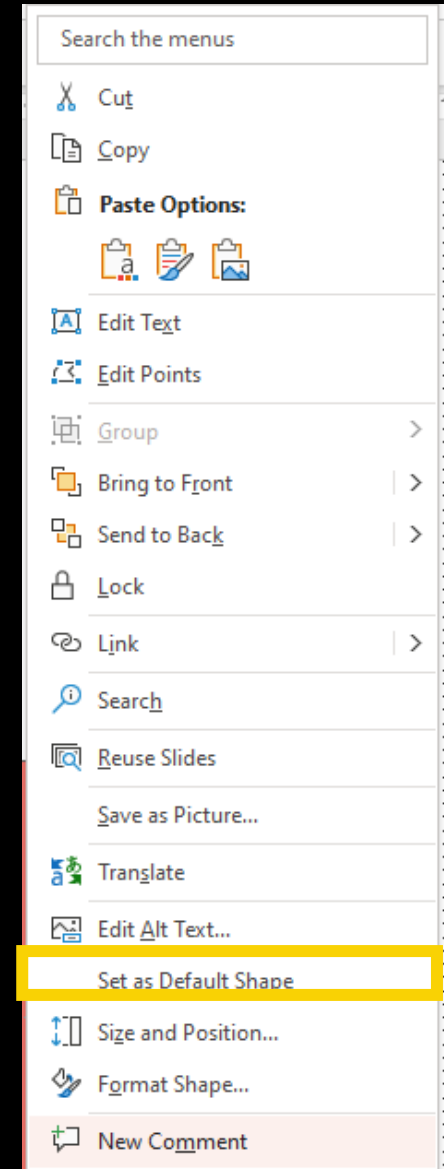 Search the menus
Cut
Copy
Paste Options:
Edit Text
Edit Points
Group
Bring to Front
Send to Back
Lock
Link
Search
Reuse Slides
Save as Picture...
Translate
Edit Alt Text...
Set as Default Shape
Size and Position...
Format Shape...
New Comment